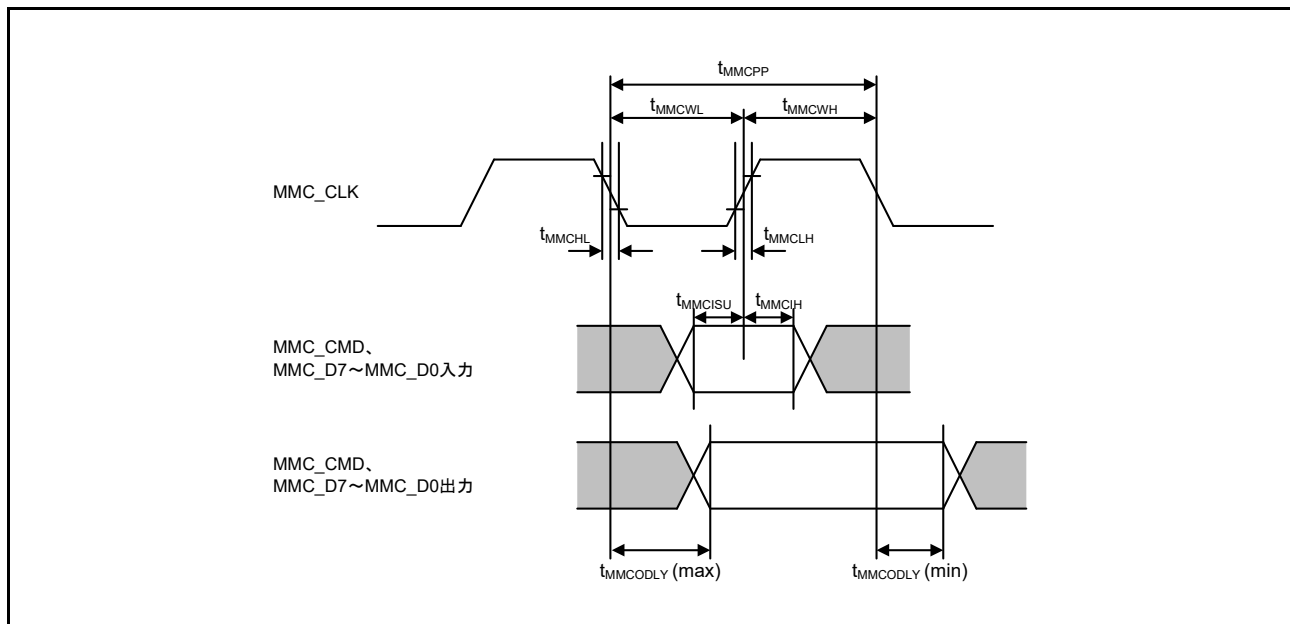 tMMCPP
tMMCWL
tMMCWH
MMC_CLK
tMMCHL
tMMCLH
tMMCISU
tMMCIH
MMC_CMD、
MMC_D7～MMC_D0入力
MMC_CMD、
MMC_D7～MMC_D0出力
tMMCODLY (max)
tMMCODLY (min)